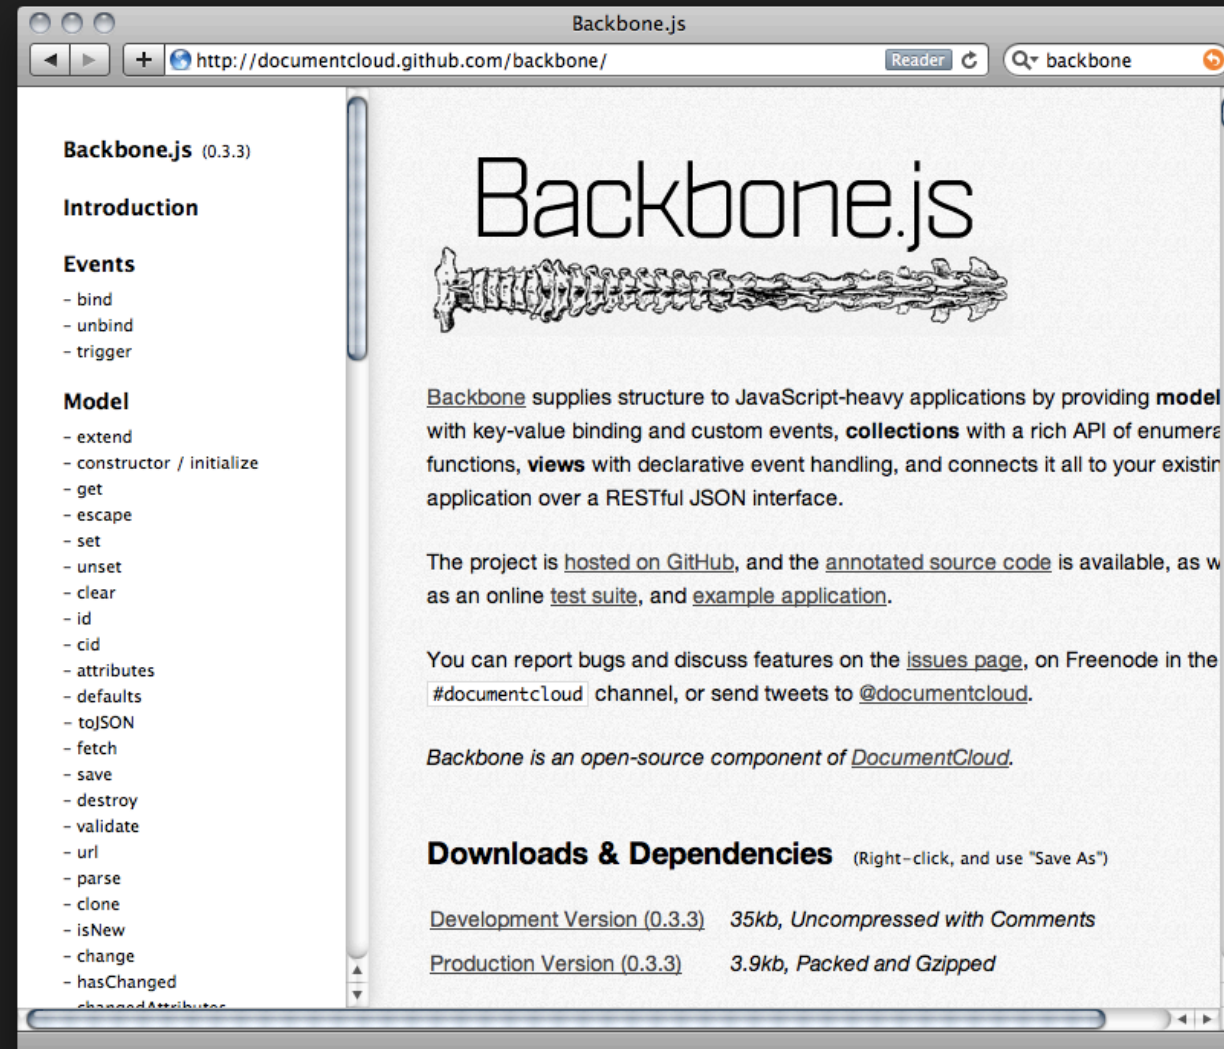 Backbone.js
http://documentcloud.github.com/backbone/
Reader
backbone
Backbone.js (0.3.3)
Introduction
Events
- bind
- unbind
- trigger
Model
- extend
- constructor / initialize
- get
- escape
- set
- unset
- clear
- id
- cid
- attributes
- defaults
- toJSON
- fetch
- save
- destroy
- validate
- url
- parse
- clone
- isNew
- change
- hasChanged
- changedAttributes
Backbone.js
Backbone supplies structure to JavaScript-heavy applications by providing model
with key-value binding and custom events, collections with a rich API of enumera
functions, views with declarative event handling, and connects it all to your existin
application over a RESTful JSON interface.
The project is hosted on GitHub, and the annotated source code is available, as w
as an online test suite, and example application.
You can report bugs and discuss features on the issues page, on Freenode in the
#documentcloud channel, or send tweets to @documentcloud.
Backbone is an open-source component of DocumentCloud.
Downloads & Dependencies (Right-click, and use "Save As")
Development Version (0.3.3) 35kb, Uncompressed with Comments
Production Version (0.3.3) 3.9kb, Packed and Gzipped